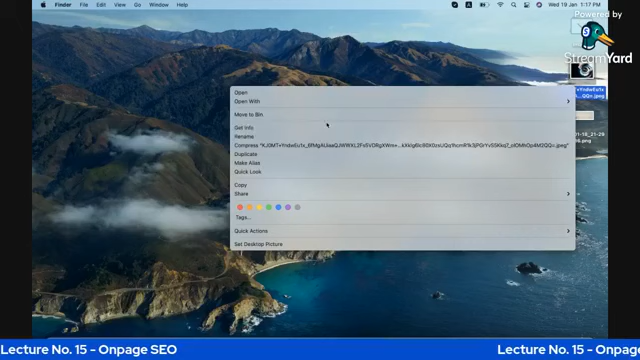 Finder File Edit View Go Window Help
Wed 19 Jan 1:17 PM
Powered by
StreamYard
Open
Open With
Move to Bin
Get Info
Rename
Duplicate
Make Alias
Quick Look
Copy
Share
Tags...
Quick Actions
Set Desktop Picture
Lecture No. 15 - Onpage SEO
Lecture No. 15 - Onpage